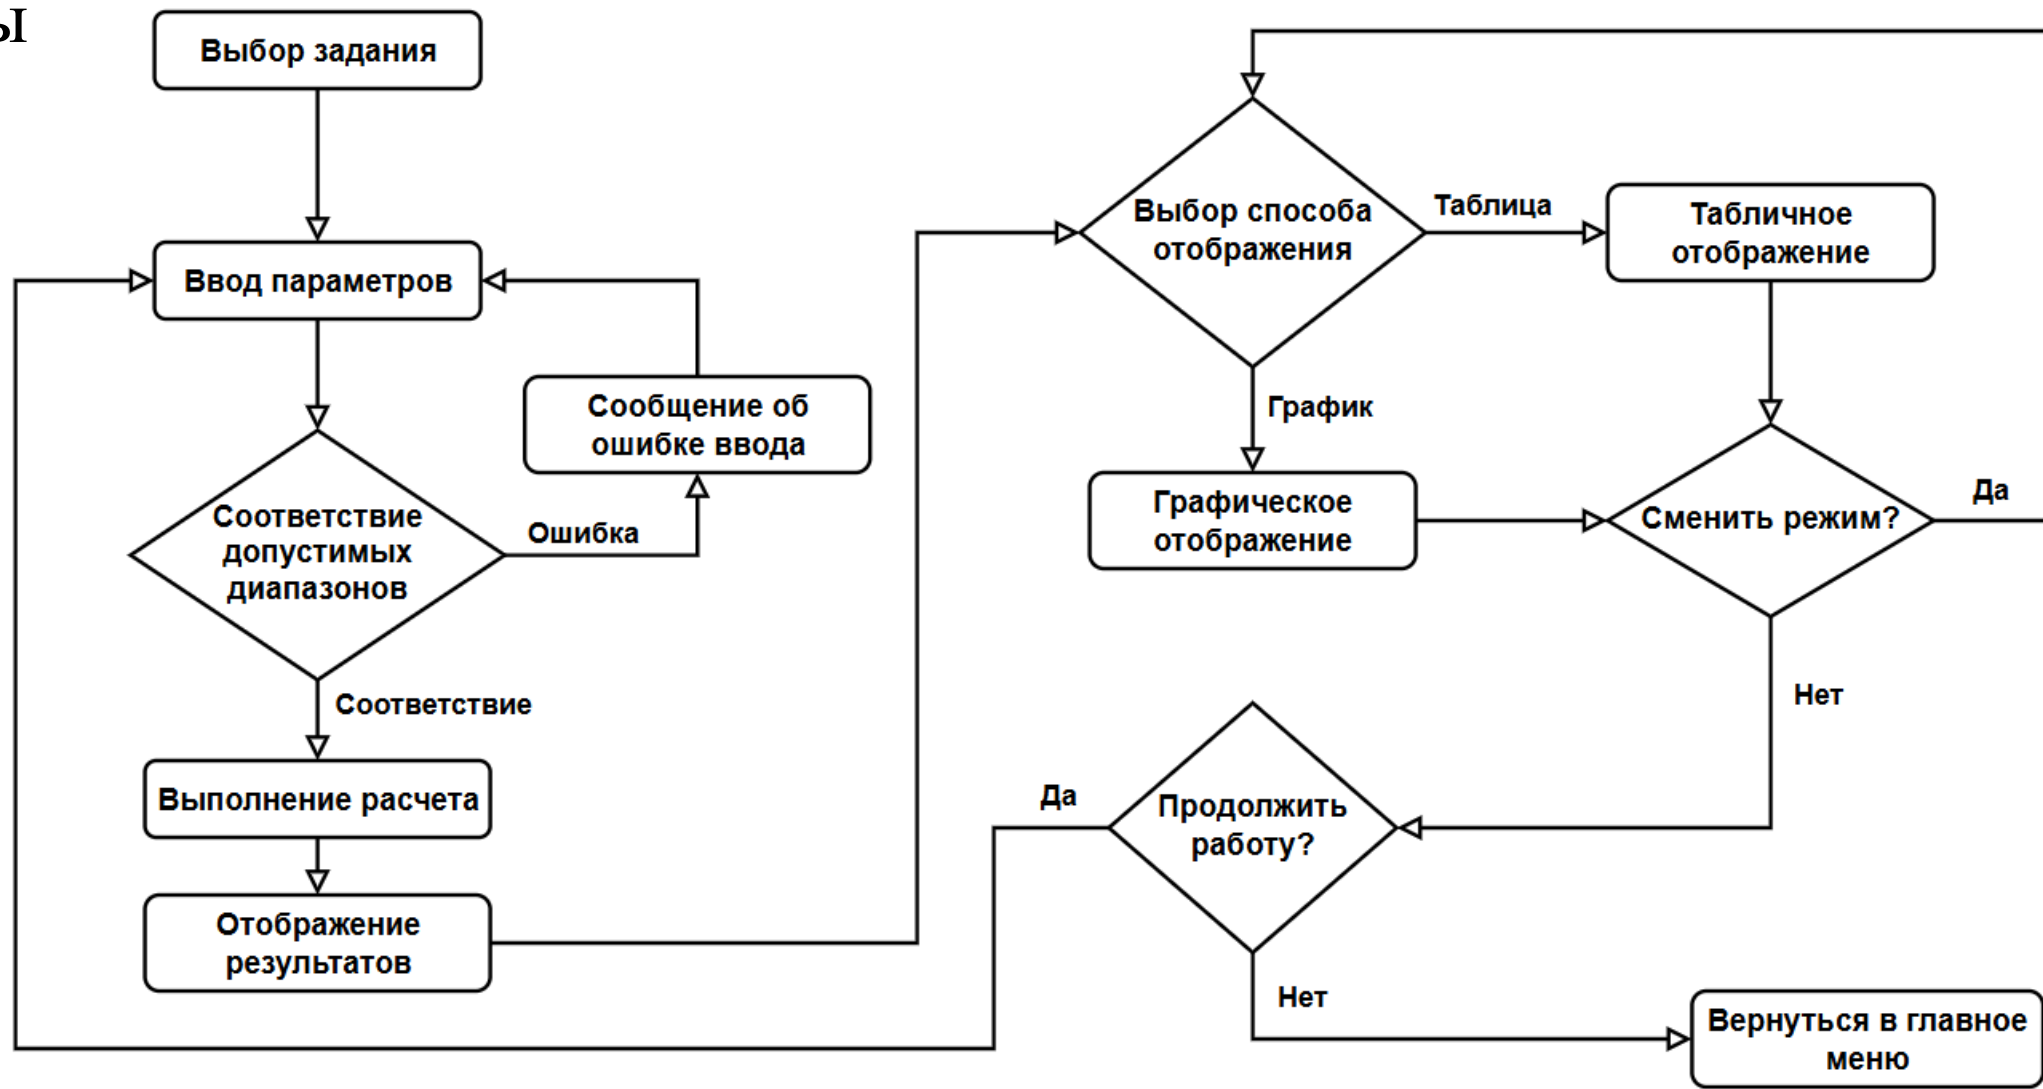 ы
Выбор задания
Ввод параметров
Сообщение об
ошибке ввода
Соответствие
допустимых
диапазонов
Ошибка
Соответствие
Выполнение расчета
Отображение
результатов
Выбор способа
отображения
Таблица
Табличное
отображение
График
Графическое
отображение
Сменить режим?
Да
Нет
Продолжить
работу?
Да
Нет
Вернуться в главное
меню